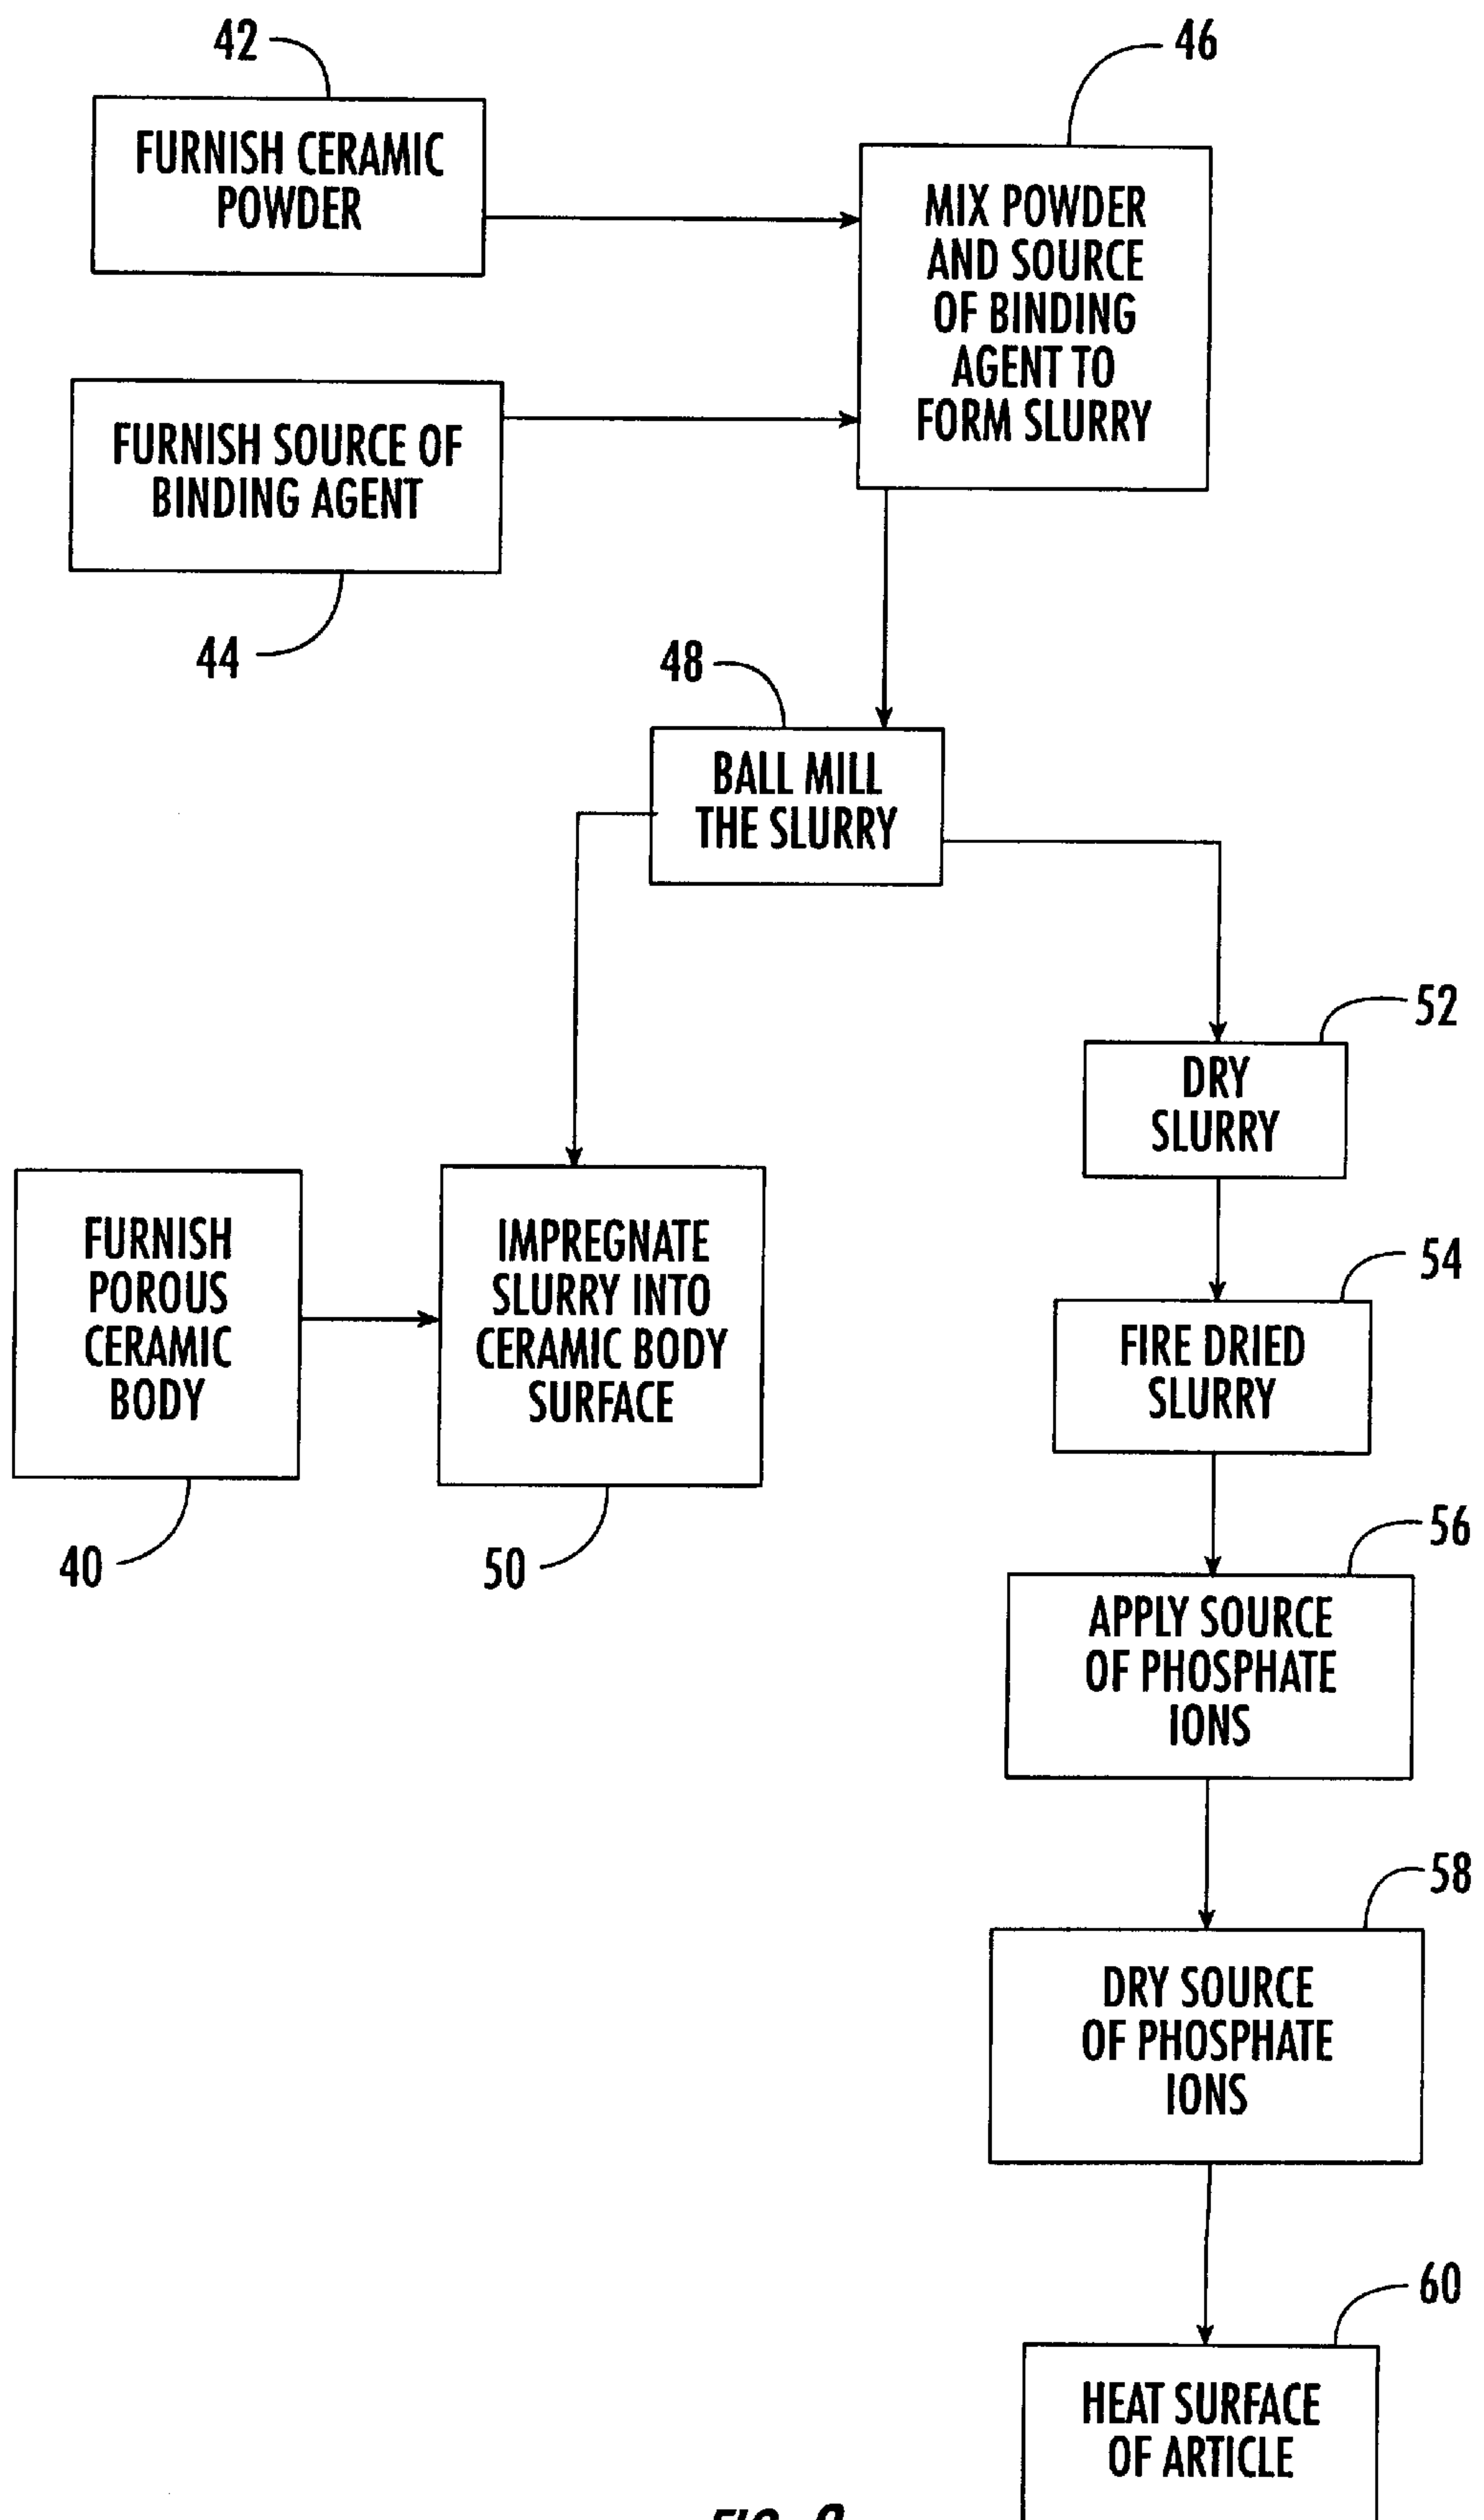 42
FURNISH CERAMIC
POWDER
46
MIX POWDER
AND SOURCE
OF BINDING
AGENT TO
FORM SLURRY
FURNISH SOURCE OF
BINDING AGENT
44
48
BALL MILL
THE SLURRY
52
DRY
SLURRY
FURNISH
POROUS
CERAMIC
BODY
40
IMPREGNATE
SLURRY INTO
CERAMIC BODY
SURFACE
50
54
FIRE DRIED
SLURRY
56
APPLY SOURCE
OF PHOSPHATE
IONS
58
DRY SOURCE
OF PHOSPHATE
IONS
60
HEAT SURFACE
OF ARTICLE